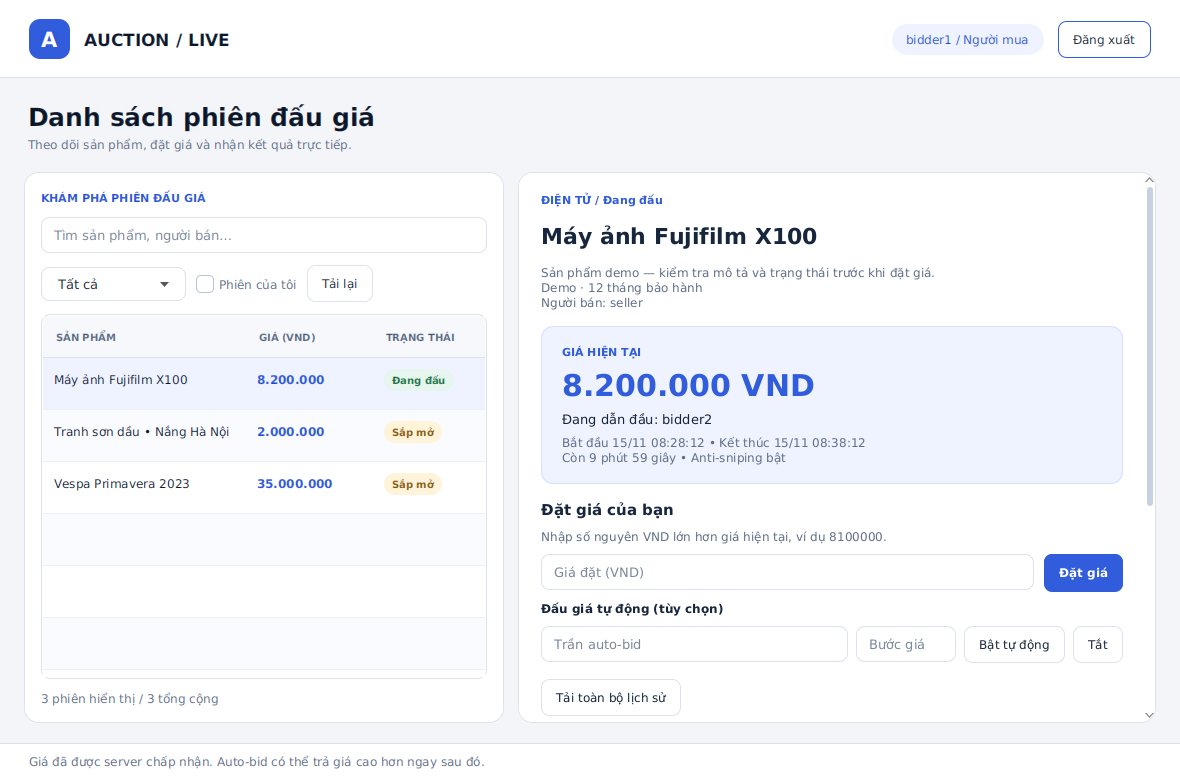 A
AUCTION / LIVE
bidder1 / Người mua
Đăng xuất
Danh sách phiên đấu giá
Theo dõi sản phẩm, đặt giá và nhận kết quả trực tiếp.
KHÁM PHÁ PHIÊN ĐẤU GIÁ
Tìm sản phẩm, người bán...
Tất cả
Phiên của tôi
Tải lại
SẢN PHẨM GIÁ (VND) TRẠNG THÁI
Máy ảnh Fujifilm X100 8.200.000 Đang đấu
Tranh sơn dầu • Nắng Hà Nội 2.000.000 Sắp mở
Vespa Primavera 2023 35.000.000 Sắp mở
3 phiên hiển thị / 3 tổng cộng
ĐIỆN TỬ / Đang đấu
Máy ảnh Fujifilm X100
Sản phẩm demo — kiểm tra mô tả và trạng thái trước khi đặt giá.
Demo · 12 tháng bảo hành
Người bán: seller
GIÁ HIỆN TẠI
8.200.000 VND
Đang dẫn đầu: bidder2
Bắt đầu 15/11 08:28:12 • Kết thúc 15/11 08:38:12
Còn 9 phút 59 giây • Anti-sniping bật
Đặt giá của bạn
Nhập số nguyên VND lớn hơn giá hiện tại, ví dụ 8100000.
Giá đặt (VND)
Đặt giá
Đấu giá tự động (tùy chọn)
Trần auto-bid
Bước giá
Bật tự động
Tắt
Tải toàn bộ lịch sử
Giá đã được server chấp nhận. Auto-bid có thể trả giá cao hơn ngay sau đó.